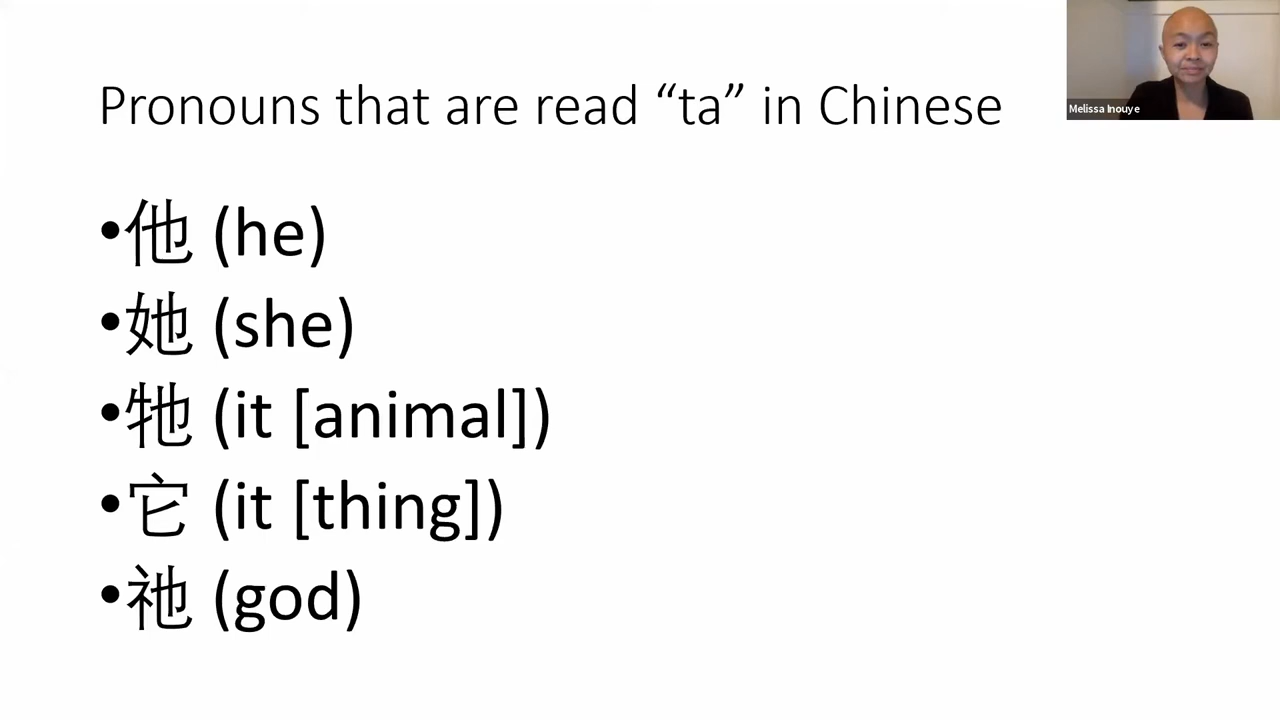 Pronouns that are read “ta” in Chinese
Melissa Inouye
•他 (he)
•她 (she)
•牠 (it [animal])
•它 (it [thing])
•祂 (god)